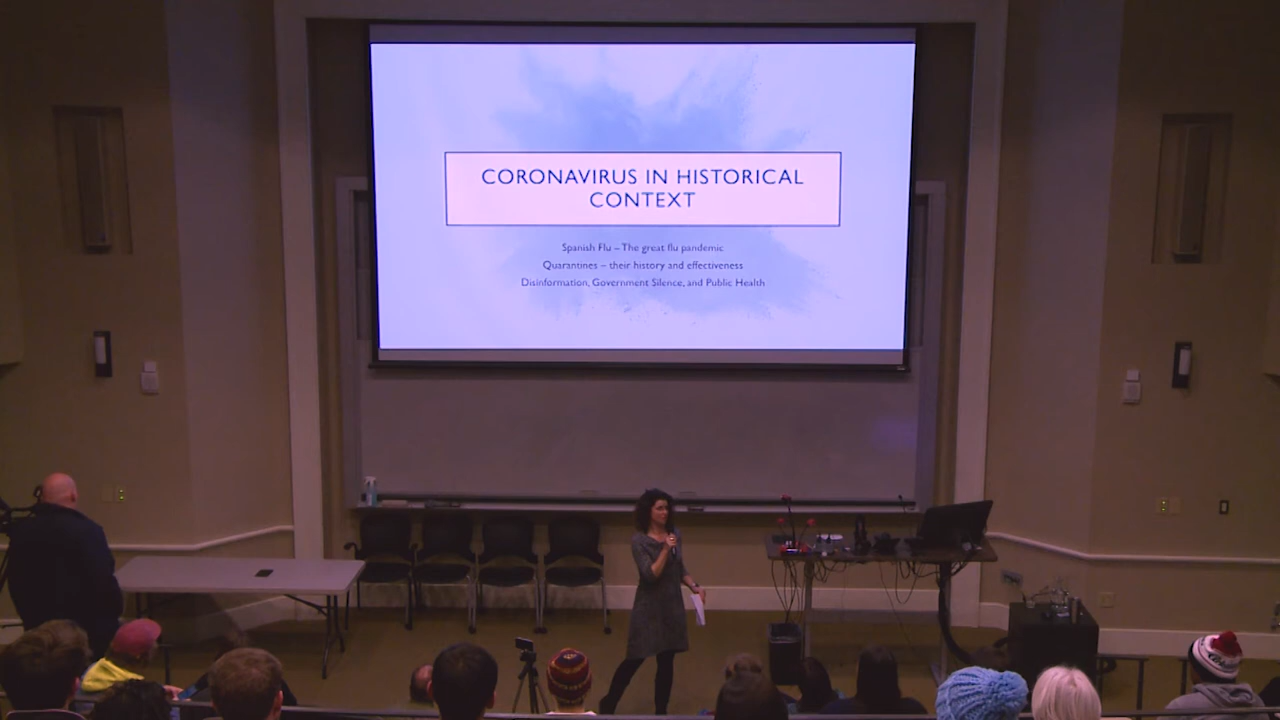 CORONAVIRUS IN HISTORICAL
CONTEXT
Spanish Flu – The great flu pandemic
Quarantines – their history and effectiveness
Disinformation, Government Silence, and Public Health